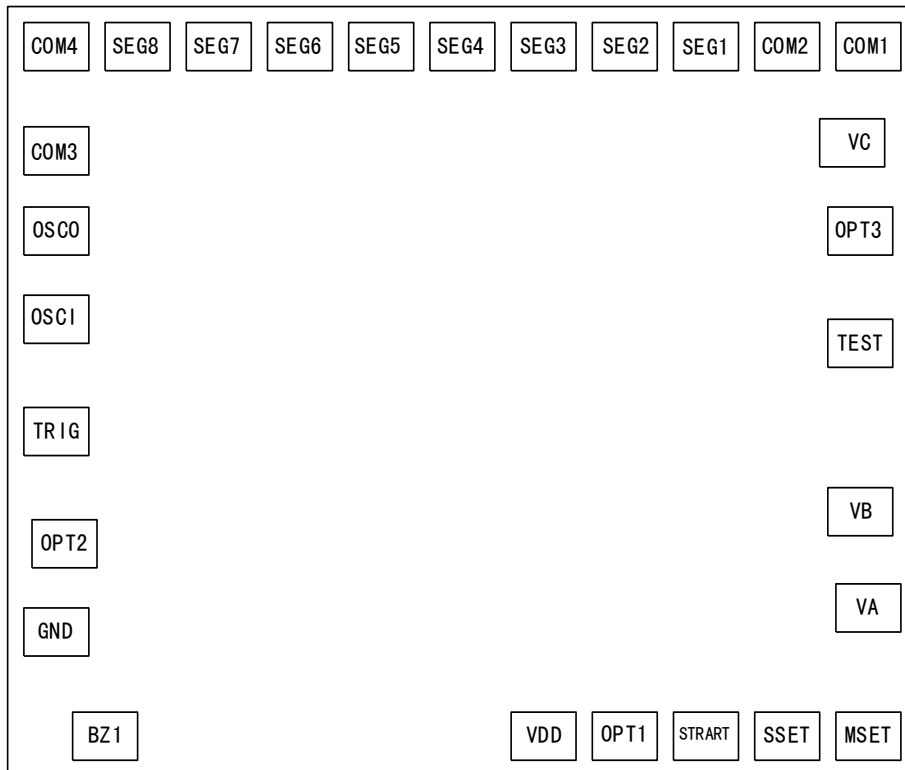 COM4 SEG8 SEG7 SEG6 SEG5 SEG4 SEG3 SEG2 SEG1 COM2 COM1
COM3 VC
OSCO OPT3
OSCI TEST
TRIG
OPT2 VB
GND VA
BZ1 VDD OPT1 STRART SSET MSET